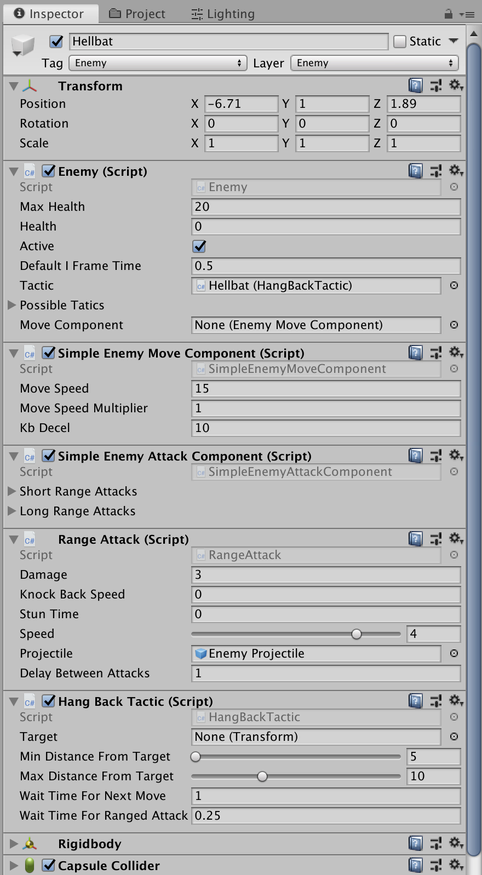 Inspector Project Lighting
Hellbat Static
Tag Enemy Layer Enemy
Transform
Position X -6.71 Y 1 Z 1.89
Rotation X 0 Y 0 Z 0
Scale X 1 Y 1 Z 1
C# Enemy (Script)
Script C# Enemy
Max Health 20
Health 0
Active
Default I Frame Time 0.5
Tactic C# Hellbat (HangBackTactic)
Possible Tatics
Move Component None (Enemy Move Component)
C# Simple Enemy Move Component (Script)
Script C# SimpleEnemyMoveComponent
Move Speed 15
Move Speed Multiplier 1
Kb Decel 10
C# Simple Enemy Attack Component (Script)
Script C# SimpleEnemyAttackComponent
Short Range Attacks
Long Range Attacks
C# Range Attack (Script)
Script C# RangeAttack
Damage 3
Knock Back Speed 0
Stun Time 0
Speed 4
Projectile Enemy Projectile
Delay Between Attacks 1
C# Hang Back Tactic (Script)
Script C# HangBackTactic
Target None (Transform)
Min Distance From Target 5
Max Distance From Target 10
Wait Time For Next Move 1
Wait Time For Ranged Attack 0.25
Rigidbody
Capsule Collider